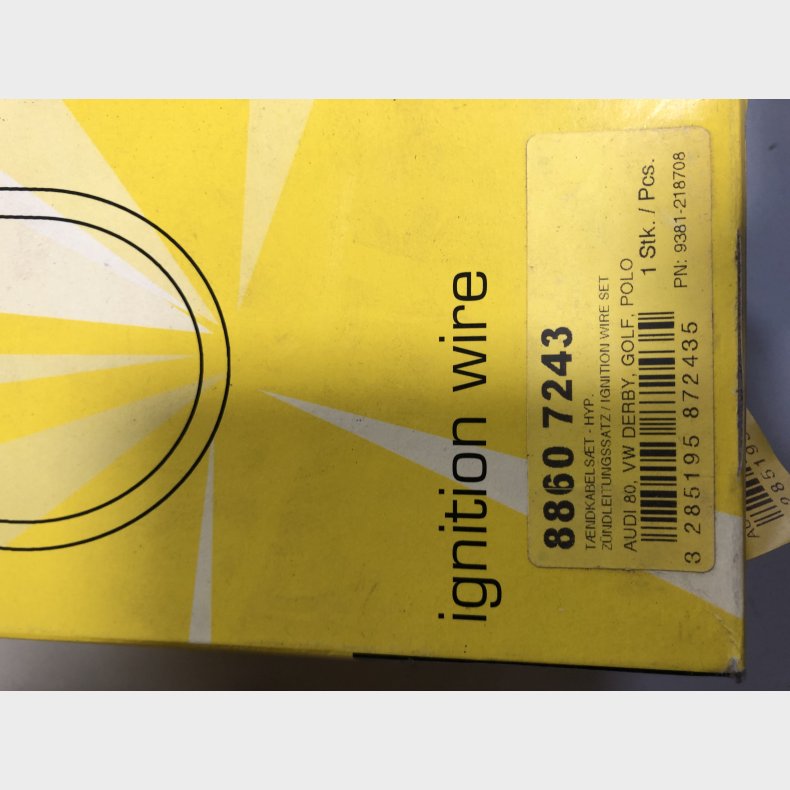 ignition wire
8860 7243
TÆNDKABELSÆT - HYP.
ZÜNDLEITUNGSSATZ / IGNITION WIRE SET
AUDI 80, VW DERBY, GOLF, POLO
1 Stk. / Pcs.
3 285195 872435
PN: 9381-218708